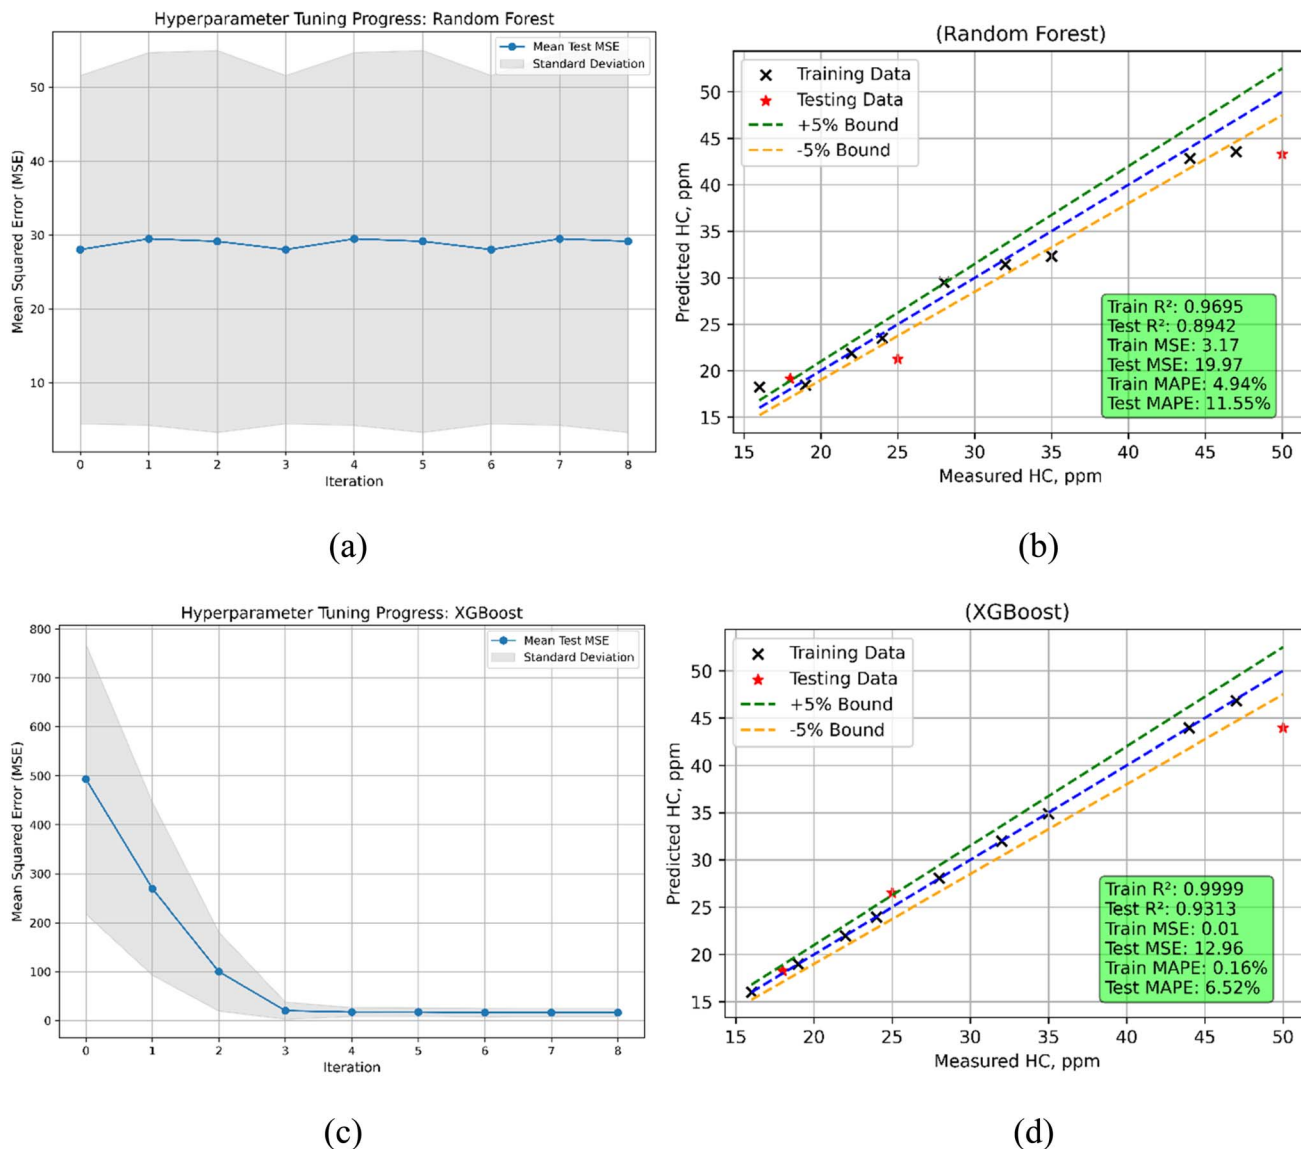 Hyperparameter Tuning Progress: Random Forest
Mean Test MSE
Standard Deviation
Mean Squared Error (MSE)
50
40
30
20
10
0 1 2 3 4 5 6 7 8
Iteration
(a)
(Random Forest)
Training Data
Testing Data
+5% Bound
-5% Bound
Predicted HC, ppm
50
45
40
35
30
25
20
15
Train R²: 0.9695
Test R²: 0.8942
Train MSE: 3.17
Test MSE: 19.97
Train MAPE: 4.94%
Test MAPE: 11.55%
15 20 25 30 35 40 45 50
Measured HC, ppm
(b)
Hyperparameter Tuning Progress: XGBoost
Mean Test MSE
Standard Deviation
Mean Squared Error (MSE)
800
700
600
500
400
300
200
100
0
0 1 2 3 4 5 6 7 8
Iteration
(c)
(XGBoost)
Training Data
Testing Data
+5% Bound
-5% Bound
Predicted HC, ppm
50
45
40
35
30
25
20
15
Train R²: 0.9999
Test R²: 0.9313
Train MSE: 0.01
Test MSE: 12.96
Train MAPE: 0.16%
Test MAPE: 6.52%
15 20 25 30 35 40 45 50
Measured HC, ppm
(d)